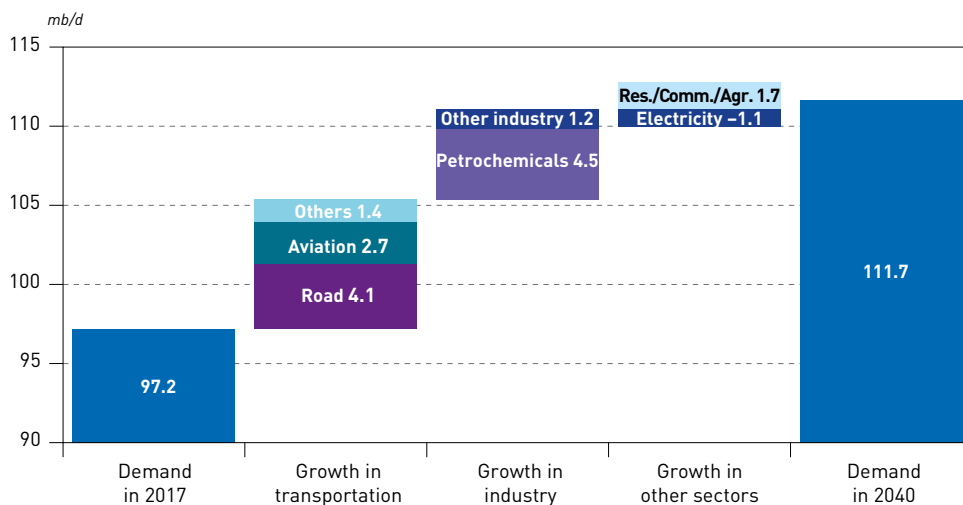 mb/d
115
110
105
100
95
90
97.2
Others 1.4
Aviation 2.7
Road 4.1
Other industry 1.2
Petrochemicals 4.5
Res./Comm./Agr. 1.7
Electricity –1.1
111.7
Demand
in 2017
Growth in
transportation
Growth in
industry
Growth in
other sectors
Demand
in 2040